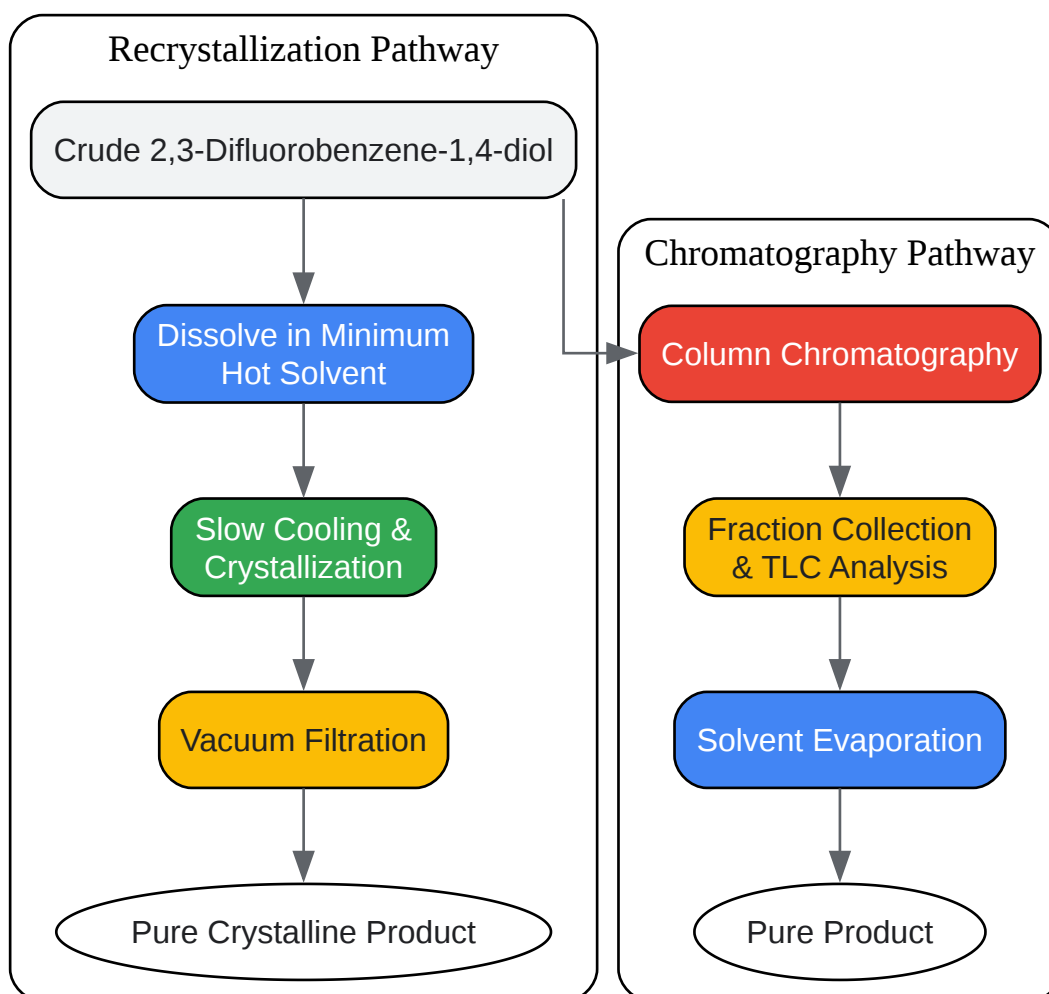 Recrystallization Pathway
Crude 2,3-Difluorobenzene-1,4-diol
Dissolve in Minimum
Hot Solvent
Slow Cooling &
Crystallization
Vacuum Filtration
Pure Crystalline Product
Chromatography Pathway
Column Chromatography
Fraction Collection
& TLC Analysis
Solvent Evaporation
Pure Product